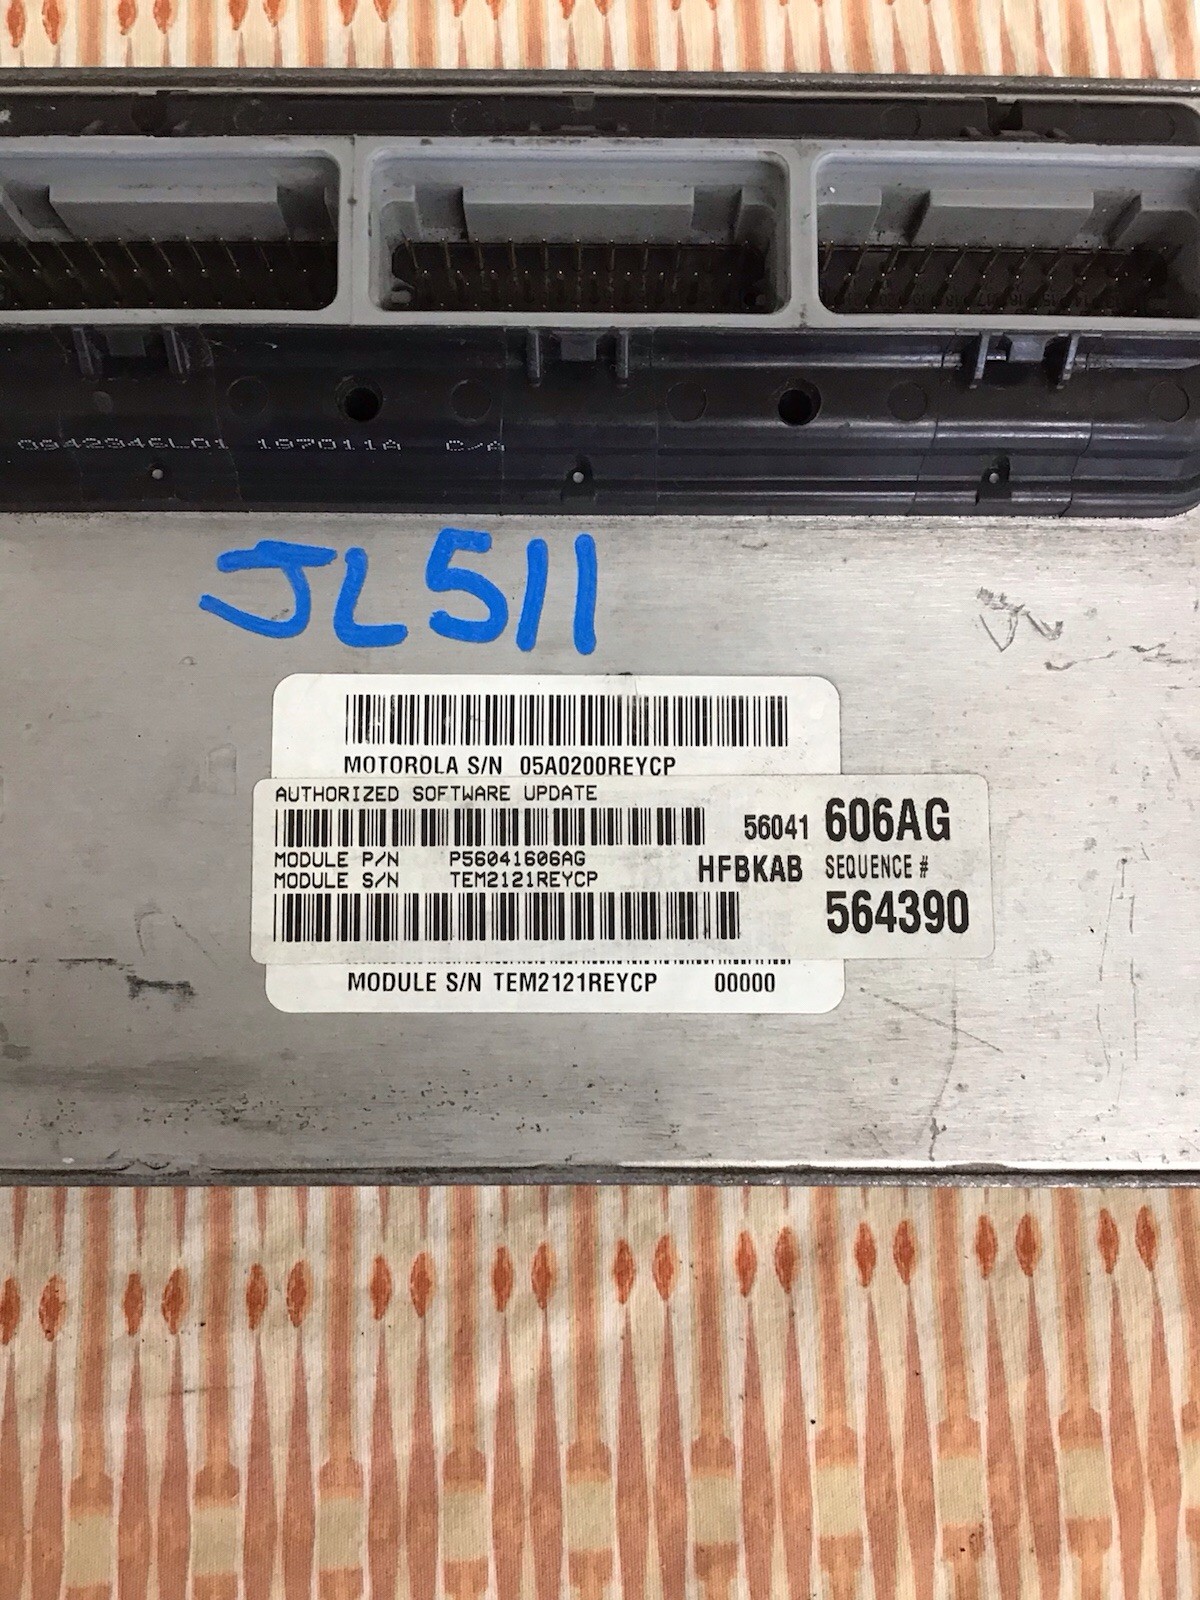 197011A C/A
JL511
MOTOROLA S/N 05A0200REYCP
AUTHORIZED SOFTWARE UPDATE
56041 606AG
MODULE P/N P56041606AG
MODULE S/N TEM2121REYCP
HFBKAB SEQUENCE #
564390
MODULE S/N TEM2121REYCP 00000